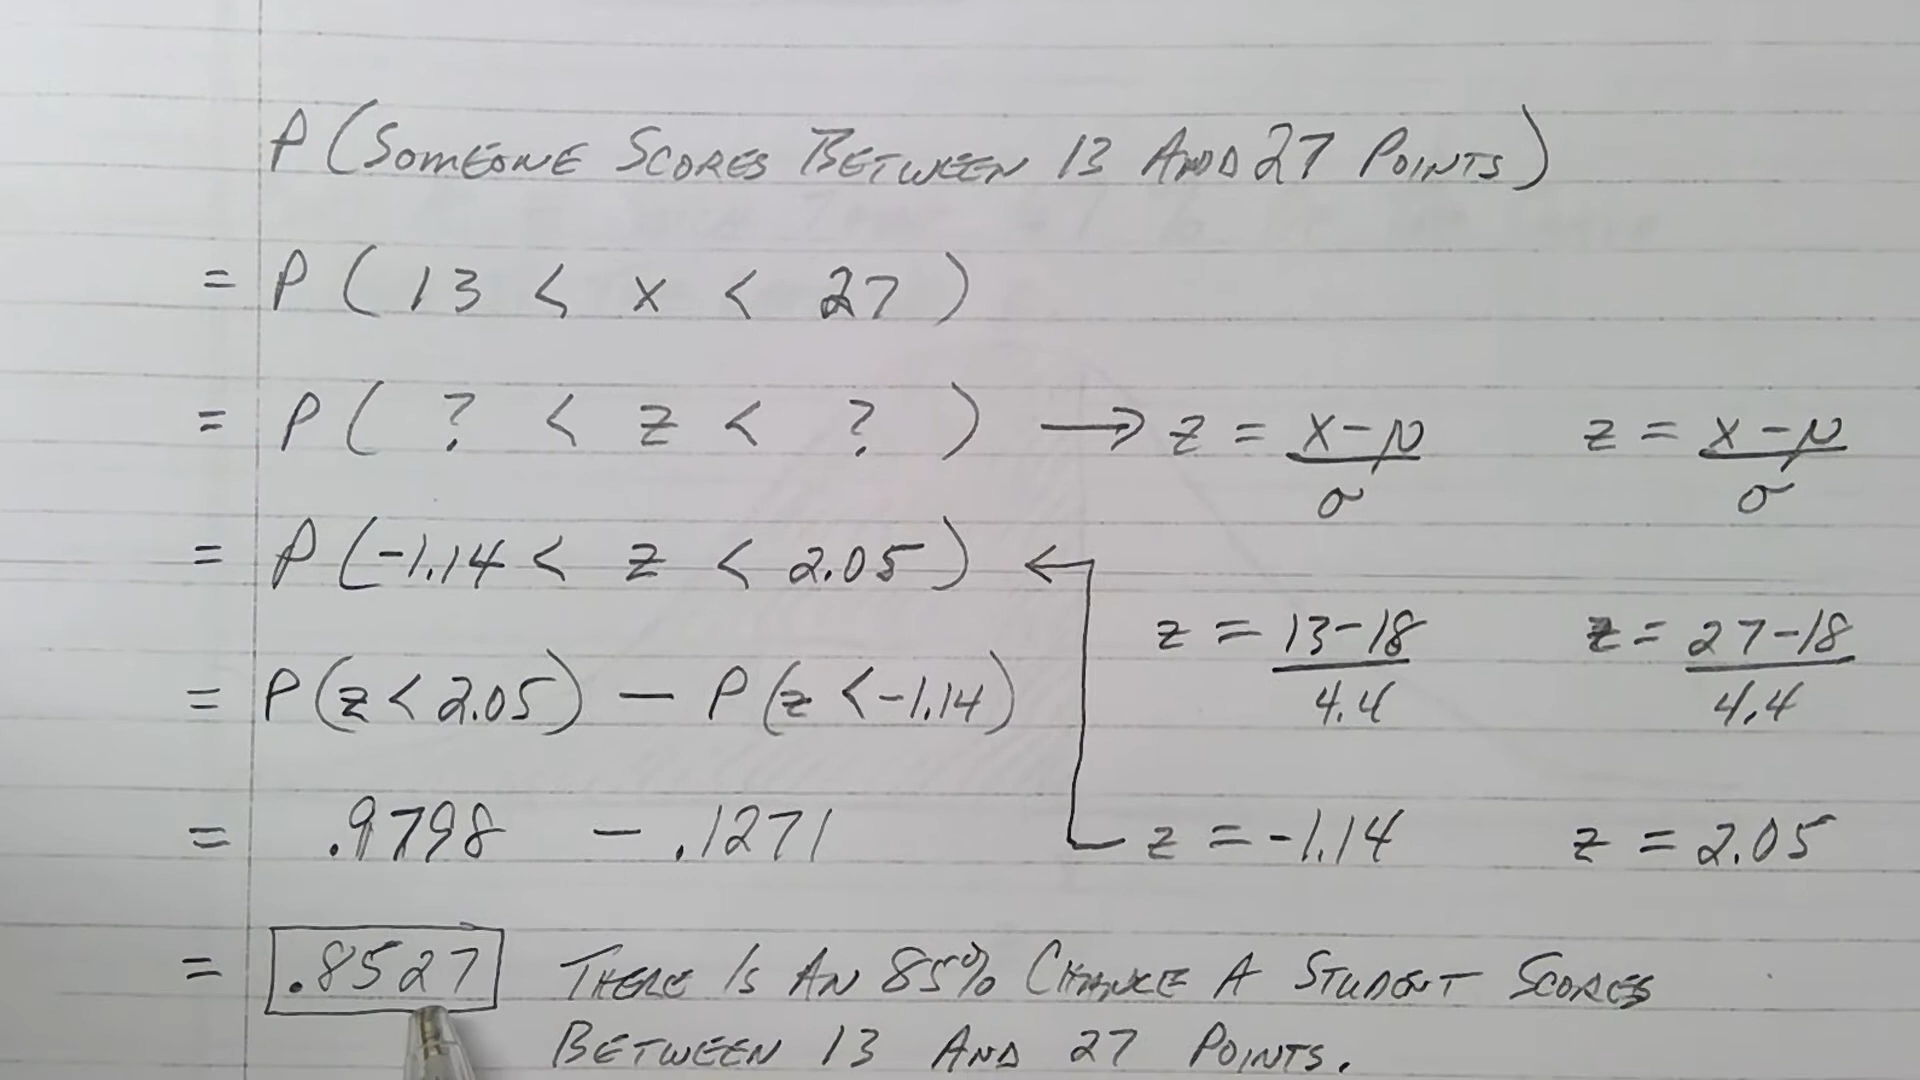 P(SOMEONE SCORES BETWEEN 13 AND 27 POINTS)
= P(13 < x < 27)
= P( ? < z < ? ) → z = x-μ/σ z = x-μ/σ
= P(-1.14 < z < 2.05) ←
z = 13-18/4.4 z = 27-18/4.4
= P(z < 2.05) - P(z < -1.14)
= .9798 - .1271 z = -1.14 z = 2.05
= .8527 THERE IS AN 85% CHANCE A STUDENT SCORES
BETWEEN 13 AND 27 POINTS.